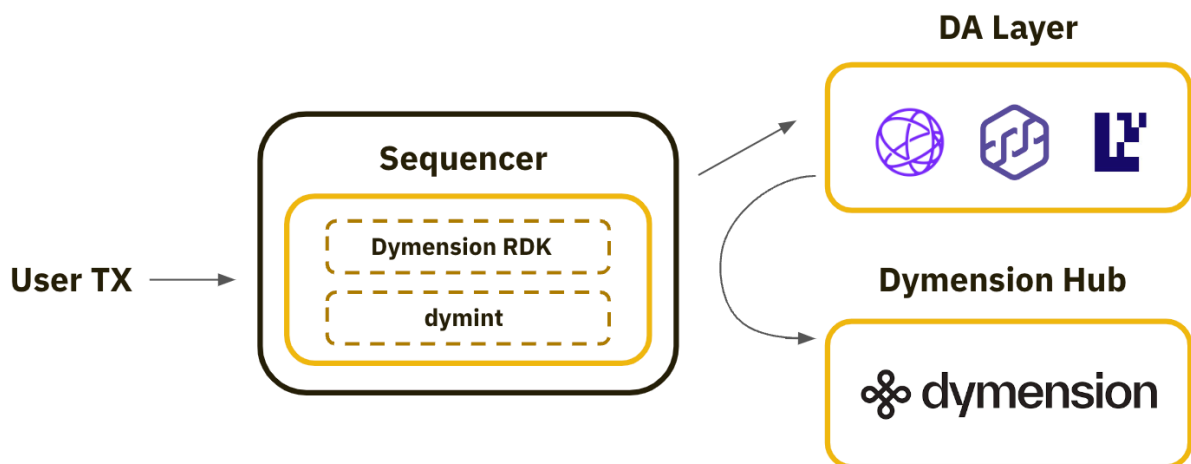 DA Layer
Sequencer
Dymension RDK
User TX
dymint
Dymension Hub
dymension